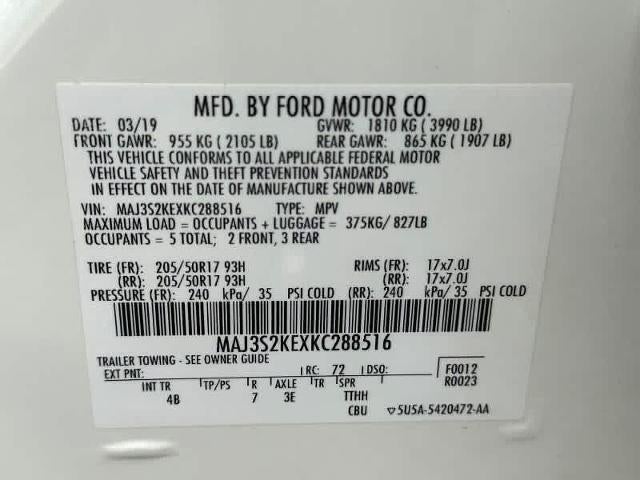 MFD. BY FORD MOTOR CO.
DATE: 03/19 GVWR: 1810 KG ( 3990 LB)
FRONT GAWR: 955 KG ( 2105 LB) REAR GAWR: 865 KG ( 1907 LB)
THIS VEHICLE CONFORMS TO ALL APPLICABLE FEDERAL MOTOR
VEHICLE SAFETY AND THEFT PREVENTION STANDARDS
IN EFFECT ON THE DATE OF MANUFACTURE SHOWN ABOVE.
VIN: MAJ3S2KEXKC288516 TYPE: MPV
MAXIMUM LOAD = OCCUPANTS + LUGGAGE = 375KG/ 827LB
OCCUPANTS = 5 TOTAL; 2 FRONT, 3 REAR
TIRE (FR): 205/50R17 93H RIMS (FR): 17x7.0J
(RR): 205/50R17 93H (RR): 17x7.0J
PRESSURE (FR): 240 kPa/ 35 PSI COLD (RR): 240 kPa/ 35 PSI COLD
MAJ3S2KEXKC288516
TRAILER TOWING - SEE OWNER GUIDE
EXT PNT: RC: 72 DSO: F0012
R0023
INT TR TP/PS R AXLE TR SPR
4B 7 3E TTHH
CBU 5U5A-5420472-AA